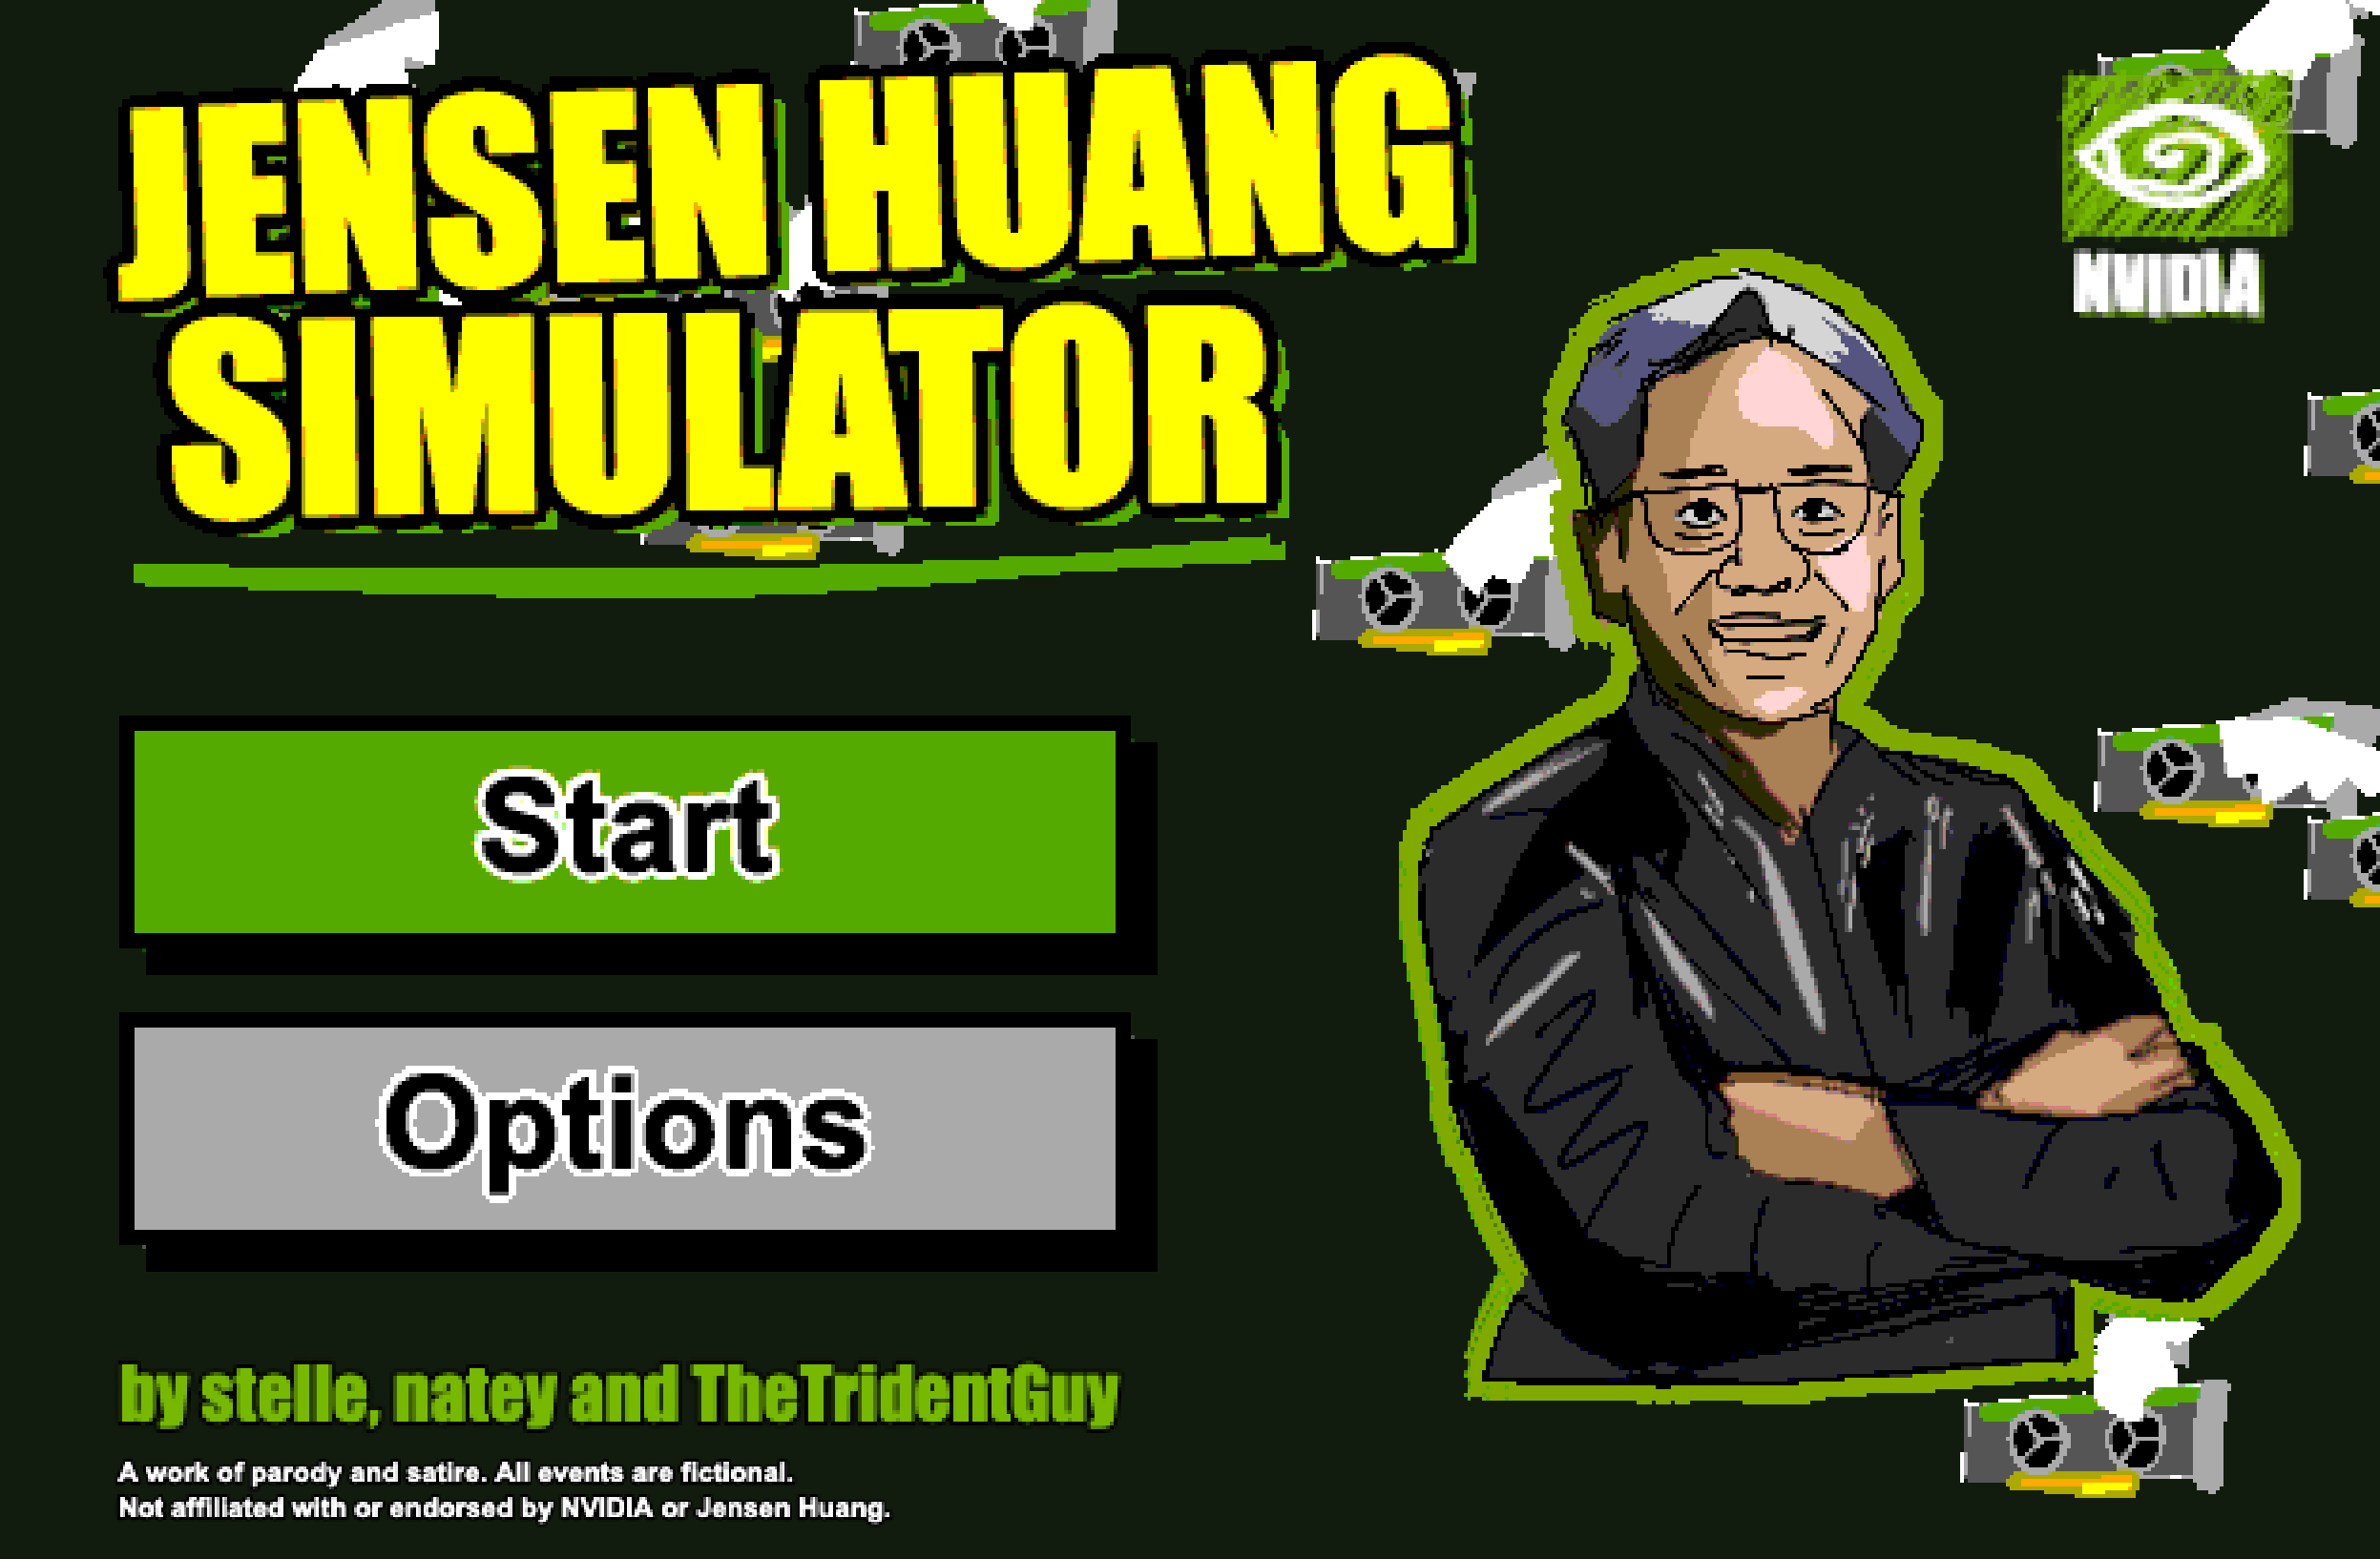 JENSEN HUANG
SIMULATOR
NVIDIA
Start
Options
by stelle, natey and TheTridentGuy
A work of parody and satire. All events are fictional.
Not affiliated with or endorsed by NVIDIA or Jensen Huang.